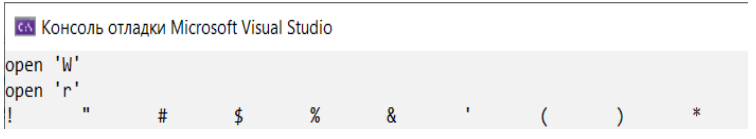 Консоль отладки Microsoft Visual Studio
open 'W'
open 'r'
! " # $ % & ' ( ) *